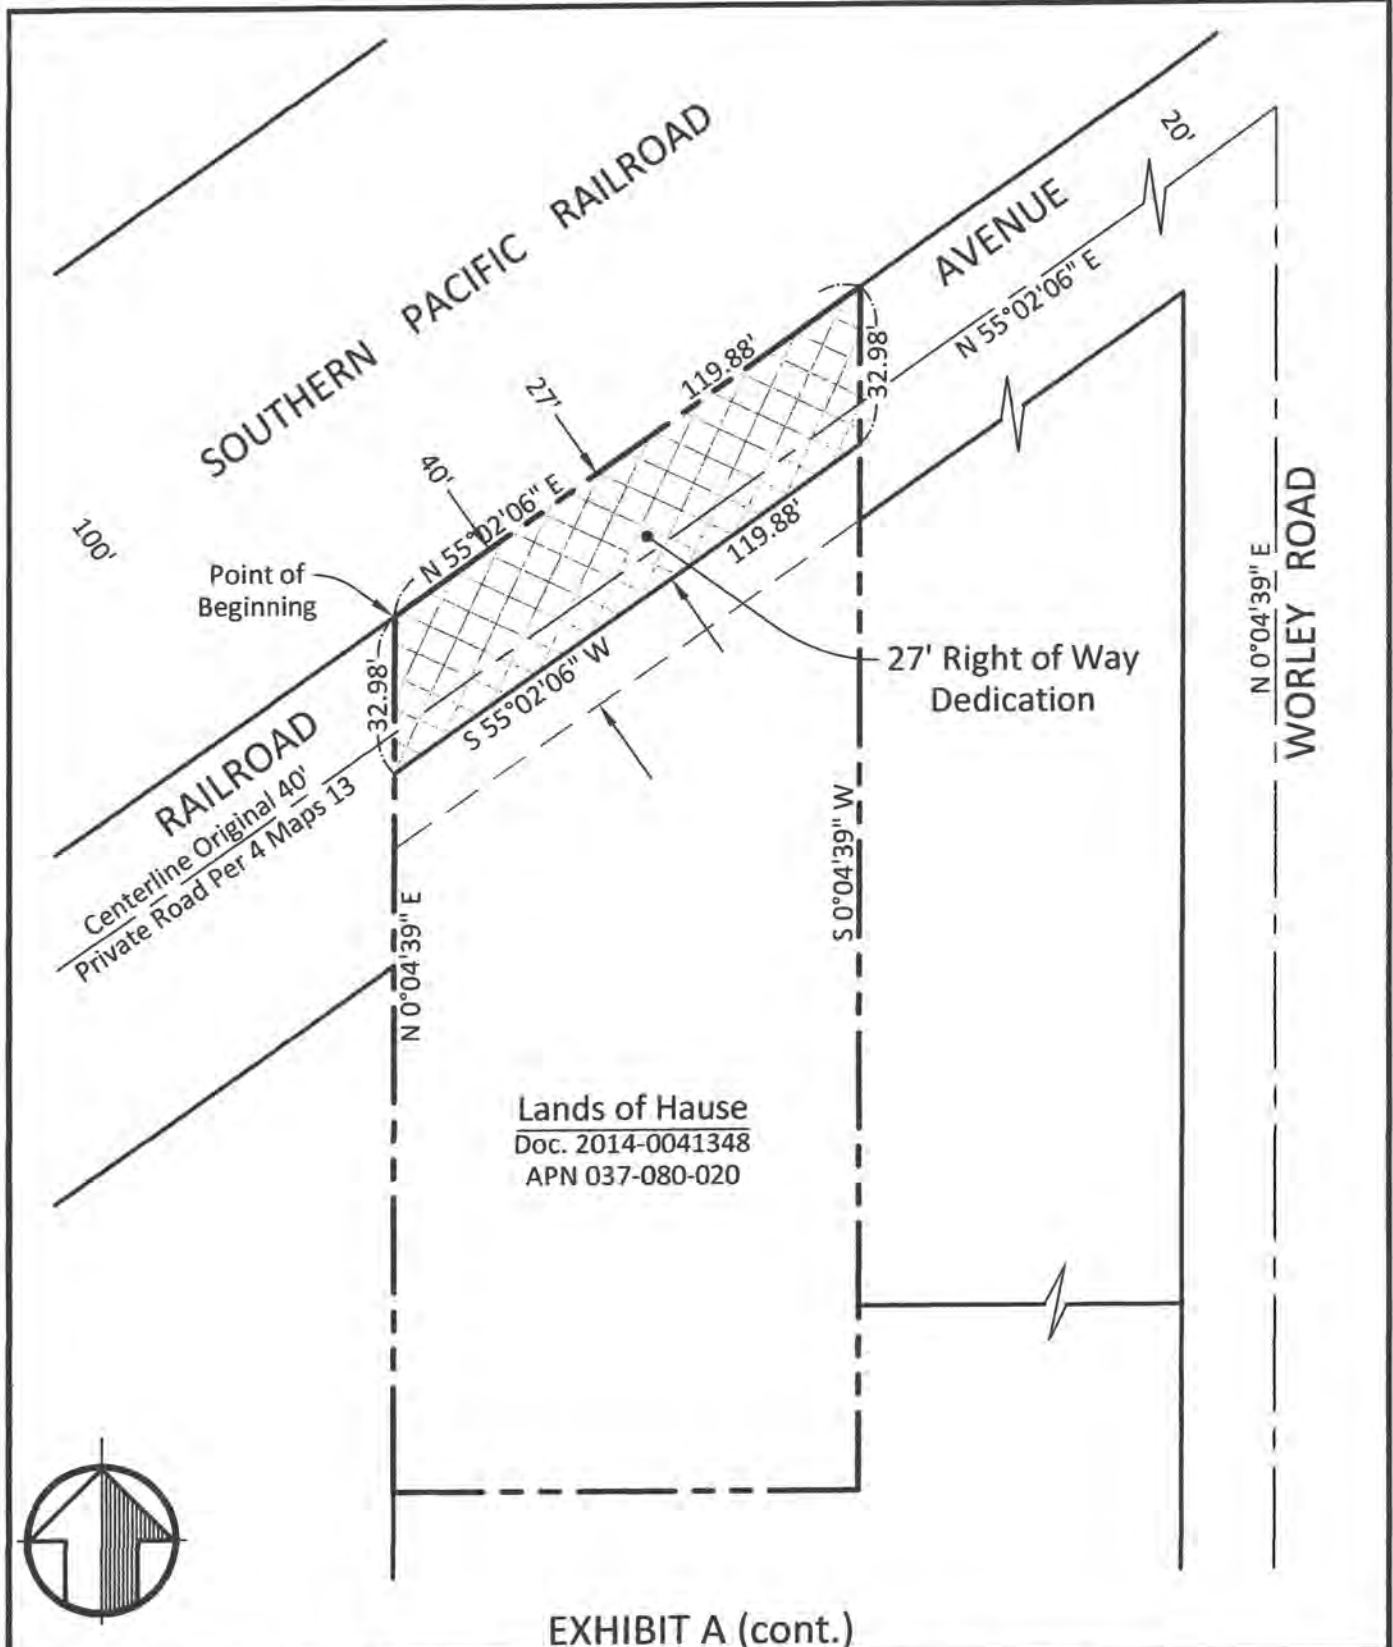 20'
SOUTHERN PACIFIC RAILROAD
AVENUE
N 55°02'06" E
119.88'
32.98'
27'
40'
N 55°02'06" E
100'
Point of
Beginning
119.88'
N 0°04'39" E
WORLEY ROAD
27' Right of Way
Dedication
32.98'
S 55°02'06" W
RAILROAD
Centerline Original 40'
Private Road Per 4 Maps 13
S 0°04'39" W
N 0°04'39" E
Lands of Hause
Doc. 2014-0041348
APN 037-080-020
EXHIBIT A (cont.)